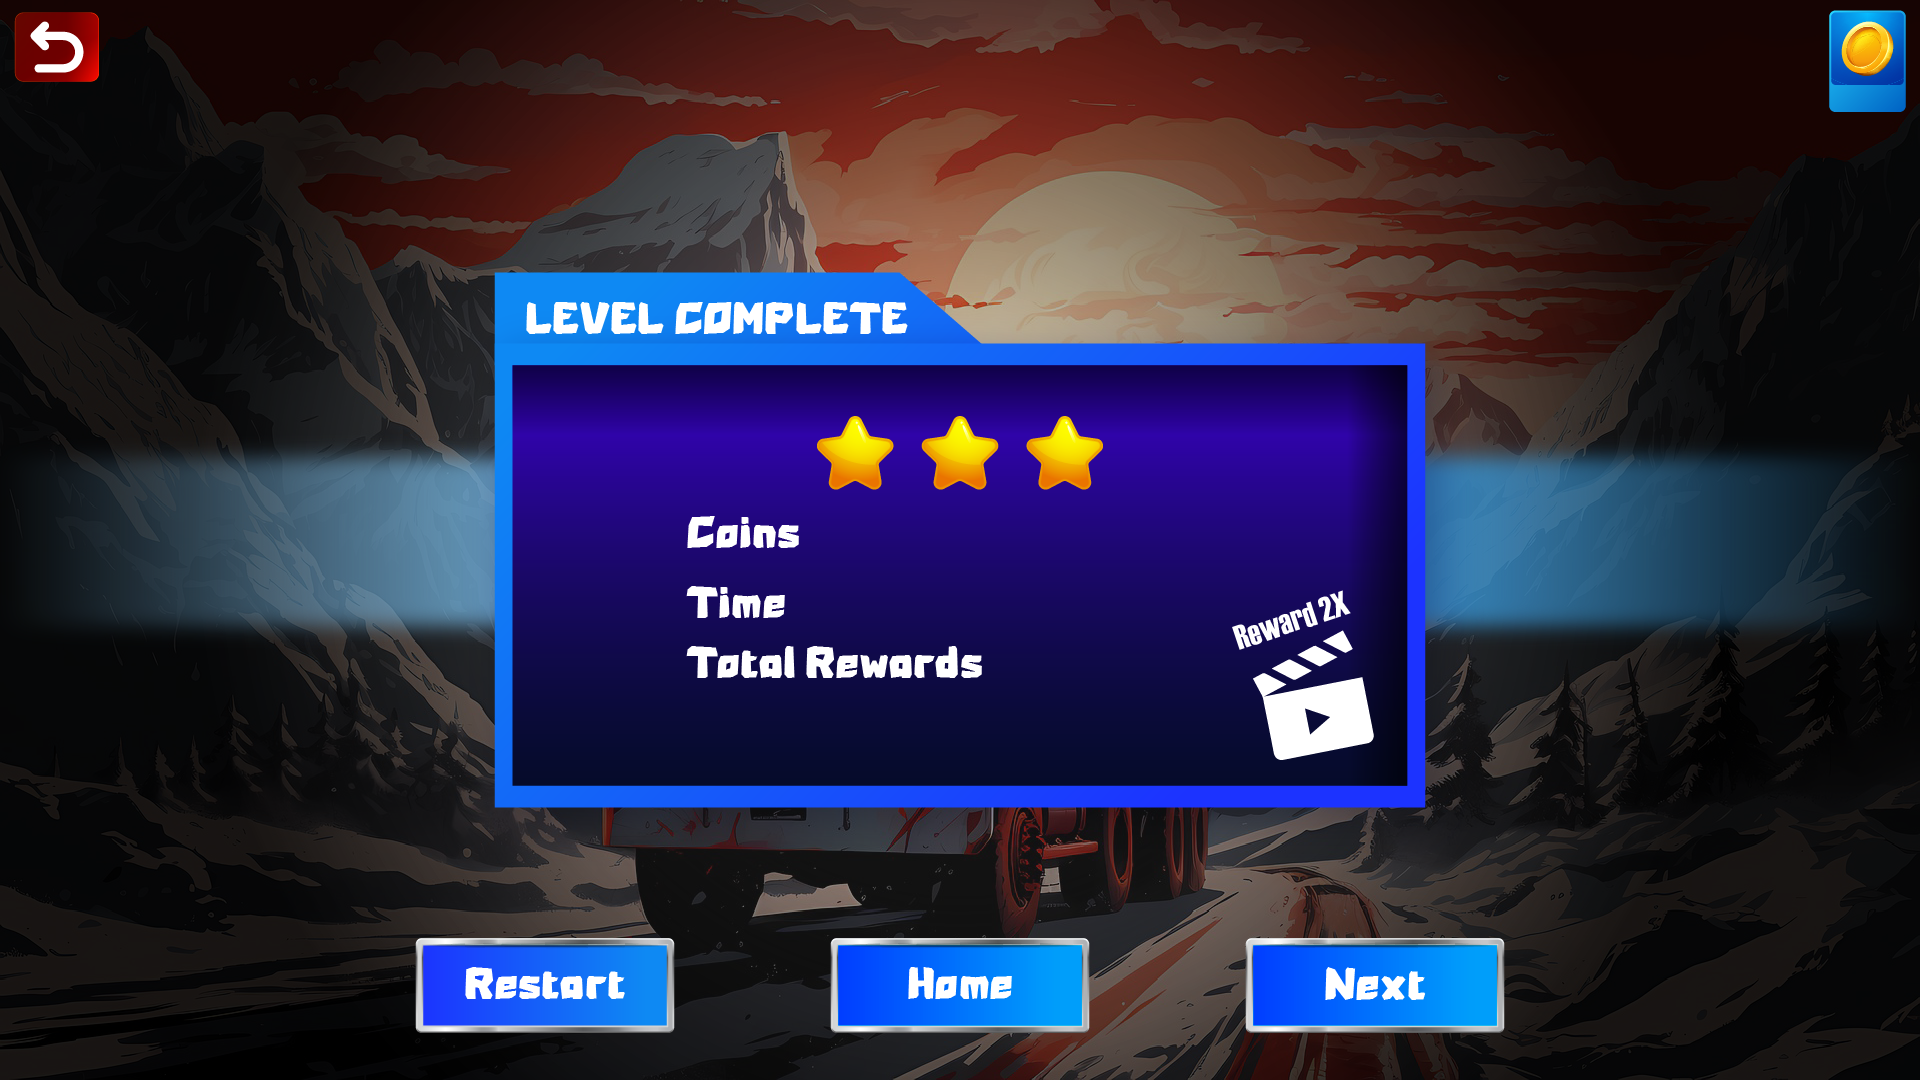 LEVEL COMPLETE
Coins
Time
Total Rewards
Reward 2X
Restart
Home
Next